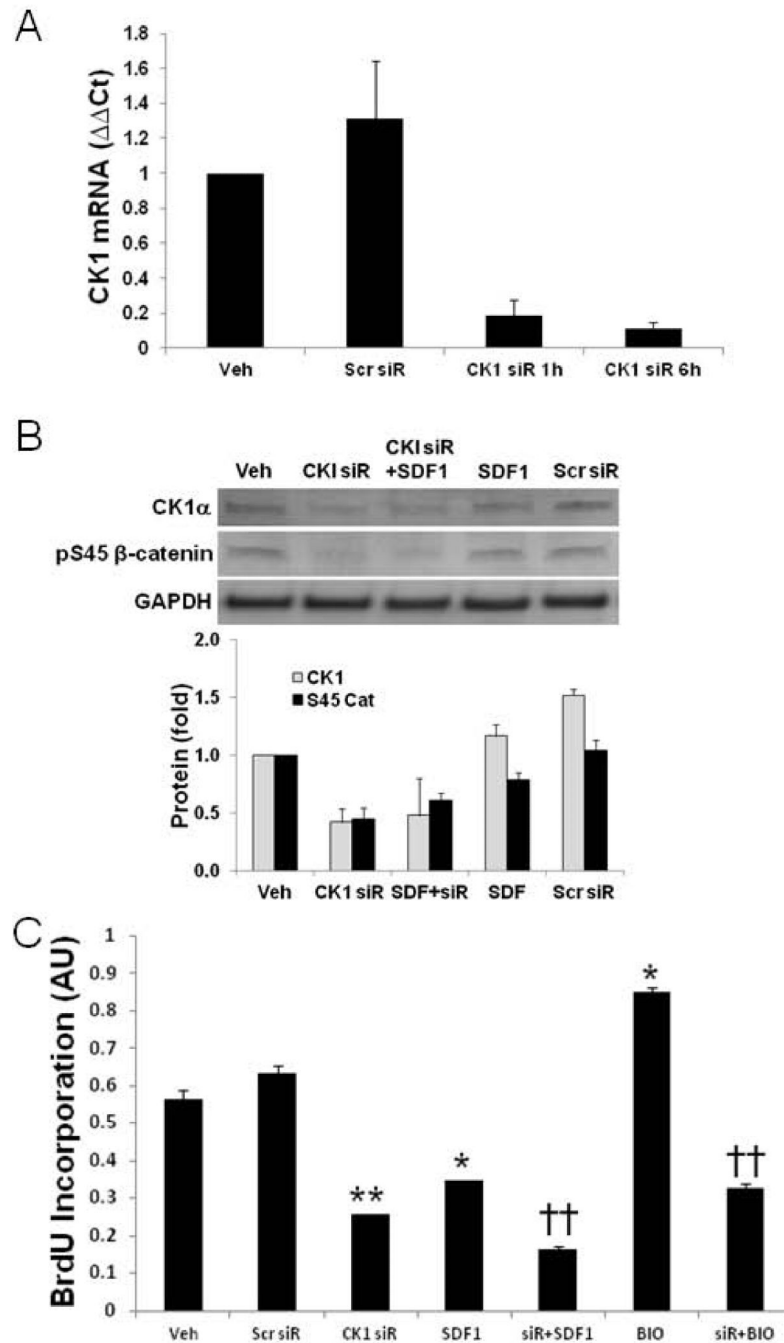 A
CK1 mRNA (ΔΔCt)
1.8
1.6
1.4
1.2
1
0.8
0.6
0.4
0.2
0
Veh
Scr siR
CK1 siR 1h
CK1 siR 6h
B
Veh
CKI siR
CKI siR
+SDF1
SDF1
Scr siR
CK1α
pS45 β-catenin
GAPDH
Protein (fold)
2.0
1.5
1.0
0.5
0.0
CK1
S45 Cat
Veh
CK1 siR
SDF+siR
SDF
Scr siR
C
BrdU Incorporation (AU)
1
0.9
0.8
0.7
0.6
0.5
0.4
0.3
0.2
0.1
0
**
*
††
*
††
Veh
Scr siR
CK1 siR
SDF1
siR+SDF1
BIO
siR+BIO